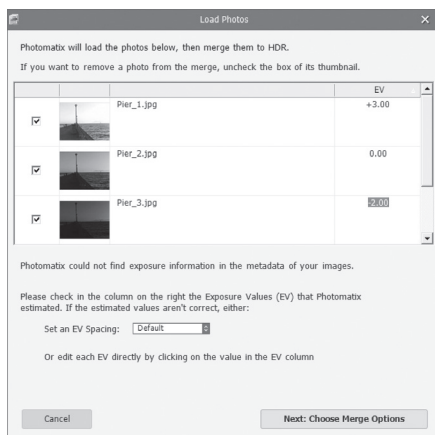 Load Photos
Photomatix will load the photos below, then merge them to HDR.
If you want to remove a photo from the merge, uncheck the box of its thumbnail.
EV
Pier_1.jpg +3.00
Pier_2.jpg 0.00
Pier_3.jpg -2.00
Photomatix could not find exposure information in the metadata of your images.
Please check in the column on the right the Exposure Values (EV) that Photomatix
estimated. If the estimated values aren't correct, either:
Set an EV Spacing: Default
Or edit each EV directly by clicking on the value in the EV column
Cancel Next: Choose Merge Options